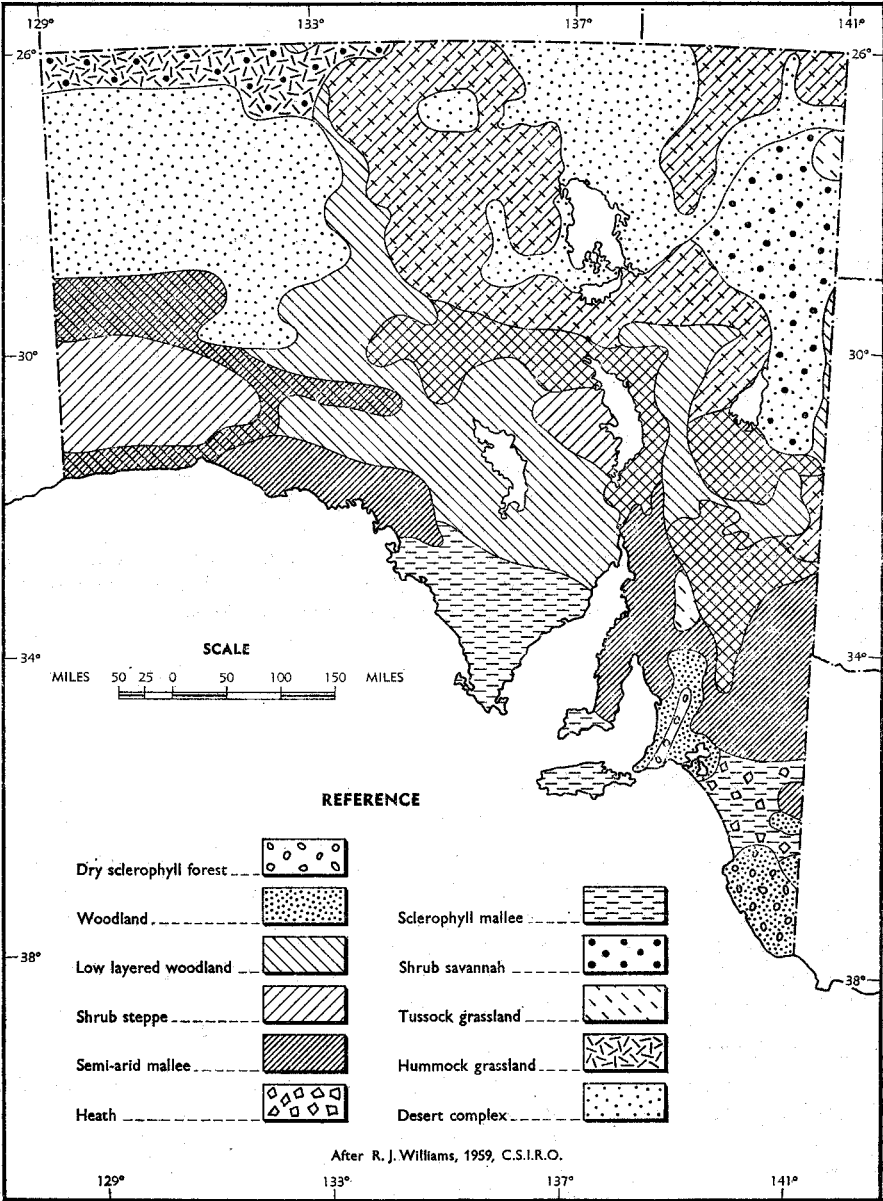 129° 133° 137° 141°
26° 26°
30° 30°
34° 34°
SCALE
MILES 50 25 0 50 100 150 MILES
REFERENCE
Dry sclerophyll forest
Woodland
Low layered woodland
Shrub steppe
Semi-arid mallee
Heath
Sclerophyll mallee
Shrub savannah
Tussock grassland
Hummock grassland
Desert complex
38° 38°
After R. J. Williams, 1959, C.S.I.R.O.
129° 133° 137° 141°